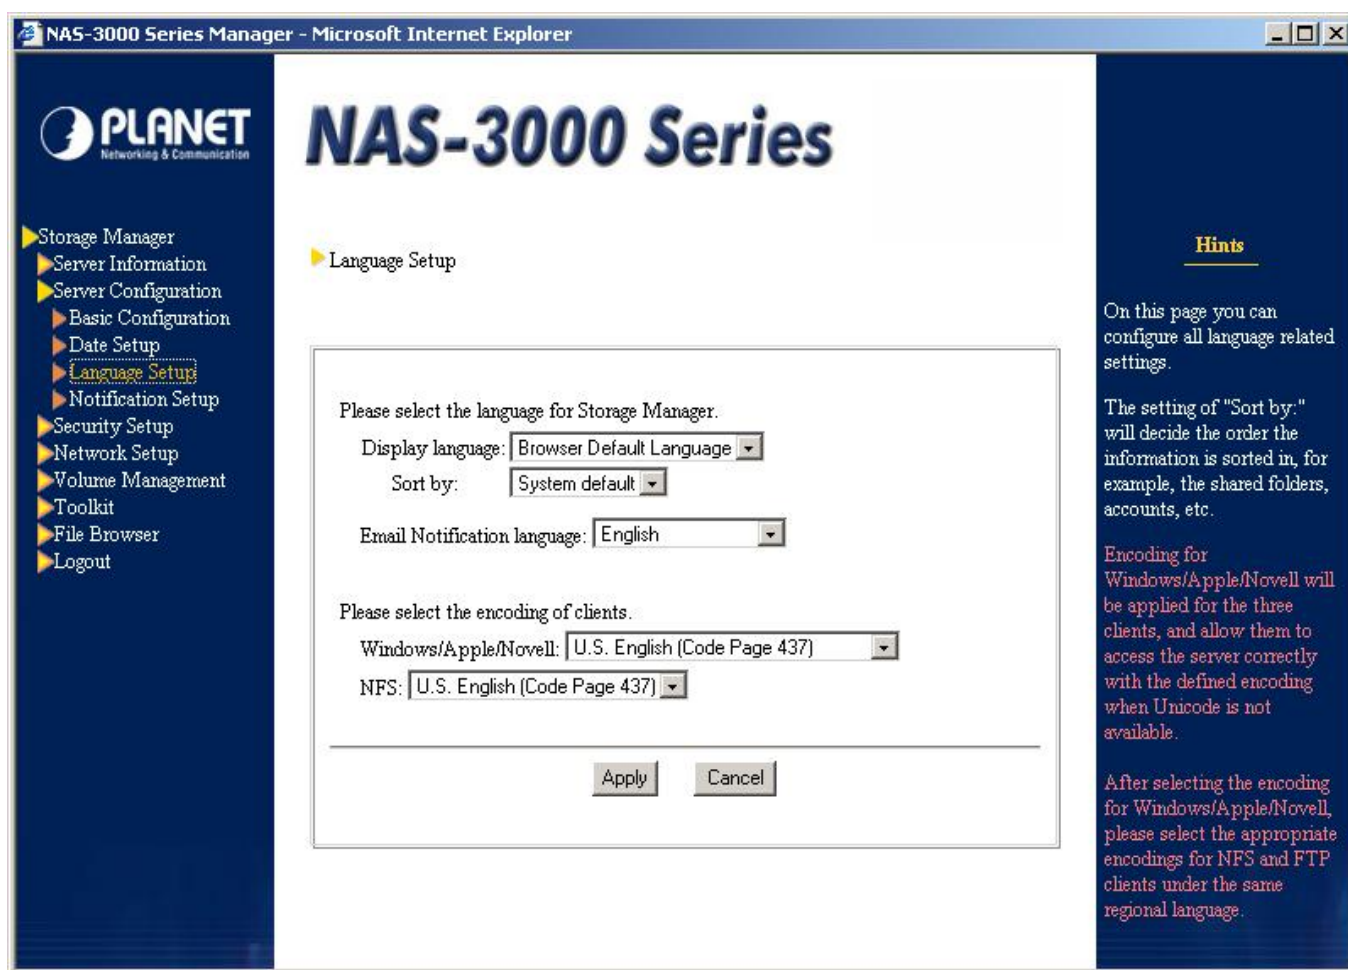 NAS-3000 Series Manager - Microsoft Internet Explorer
PLANET
Networking & Communication
Storage Manager
Server Information
Server Configuration
Basic Configuration
Date Setup
Language Setup
Notification Setup
Security Setup
Network Setup
Volume Management
Toolkit
File Browser
Logout
NAS-3000 Series
Language Setup
Please select the language for Storage Manager.
Display language: Browser Default Language
Sort by: System default
Email Notification language: English
Please select the encoding of clients.
Windows/Apple/Novell: U.S. English (Code Page 437)
NFS: U.S. English (Code Page 437)
Apply Cancel
Hints
On this page you can
configure all language related
settings.
The setting of "Sort by:"
will decide the order the
information is sorted in, for
example, the shared folders,
accounts, etc.
Encoding for
Windows/Apple/Novell will
be applied for the three
clients, and allow them to
access the server correctly
with the defined encoding
when Unicode is not
available.
After selecting the encoding
for Windows/Apple/Novell,
please select the appropriate
encodings for NFS and FTP
clients under the same
regional language.